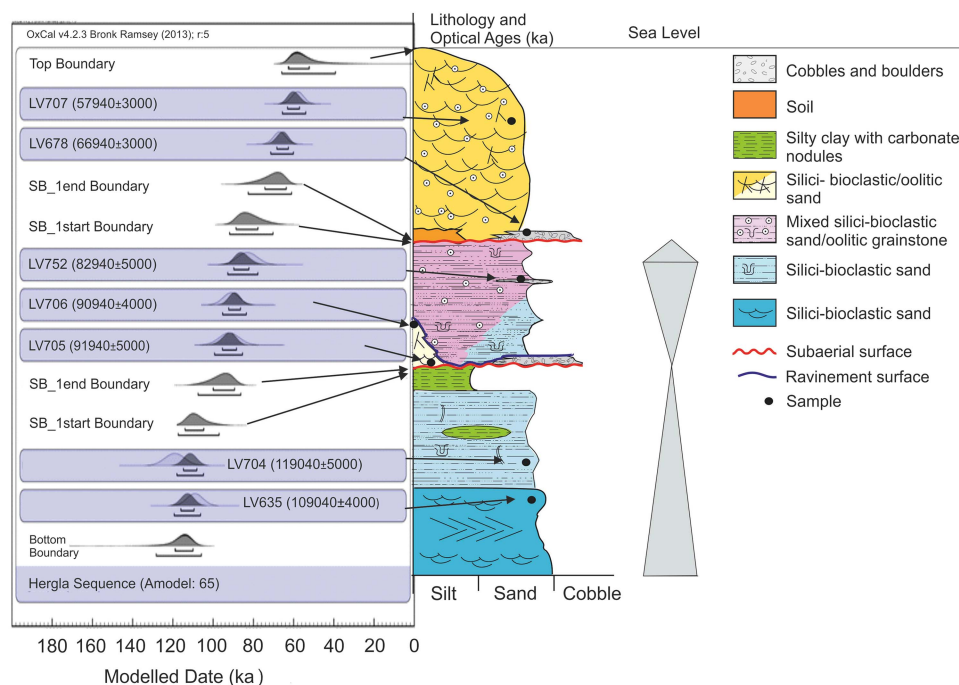 OxCal v4.2.3 Bronk Ramsey (2013); r:5
Top Boundary
LV707 (57940±3000)
LV678 (66940±3000)
SB_1end Boundary
SB_1start Boundary
LV752 (82940±5000)
LV706 (90940±4000)
LV705 (91940±5000)
SB_1end Boundary
SB_1start Boundary
LV704 (119040±5000)
LV635 (109040±4000)
Bottom
Boundary
Hergla Sequence (Amodel: 65)
180 160 140 120 100 80 60 40 20 0
Modelled Date (ka)
Lithology and
Optical Ages (ka)
Silt Sand Cobble
Sea Level
Cobbles and boulders
Soil
Silty clay with carbonate
nodules
Silici- bioclastic/oolitic
sand
Mixed silici-bioclastic
sand/oolitic grainstone
Silici-bioclastic sand
Silici-bioclastic sand
Subaerial surface
Ravinement surface
Sample